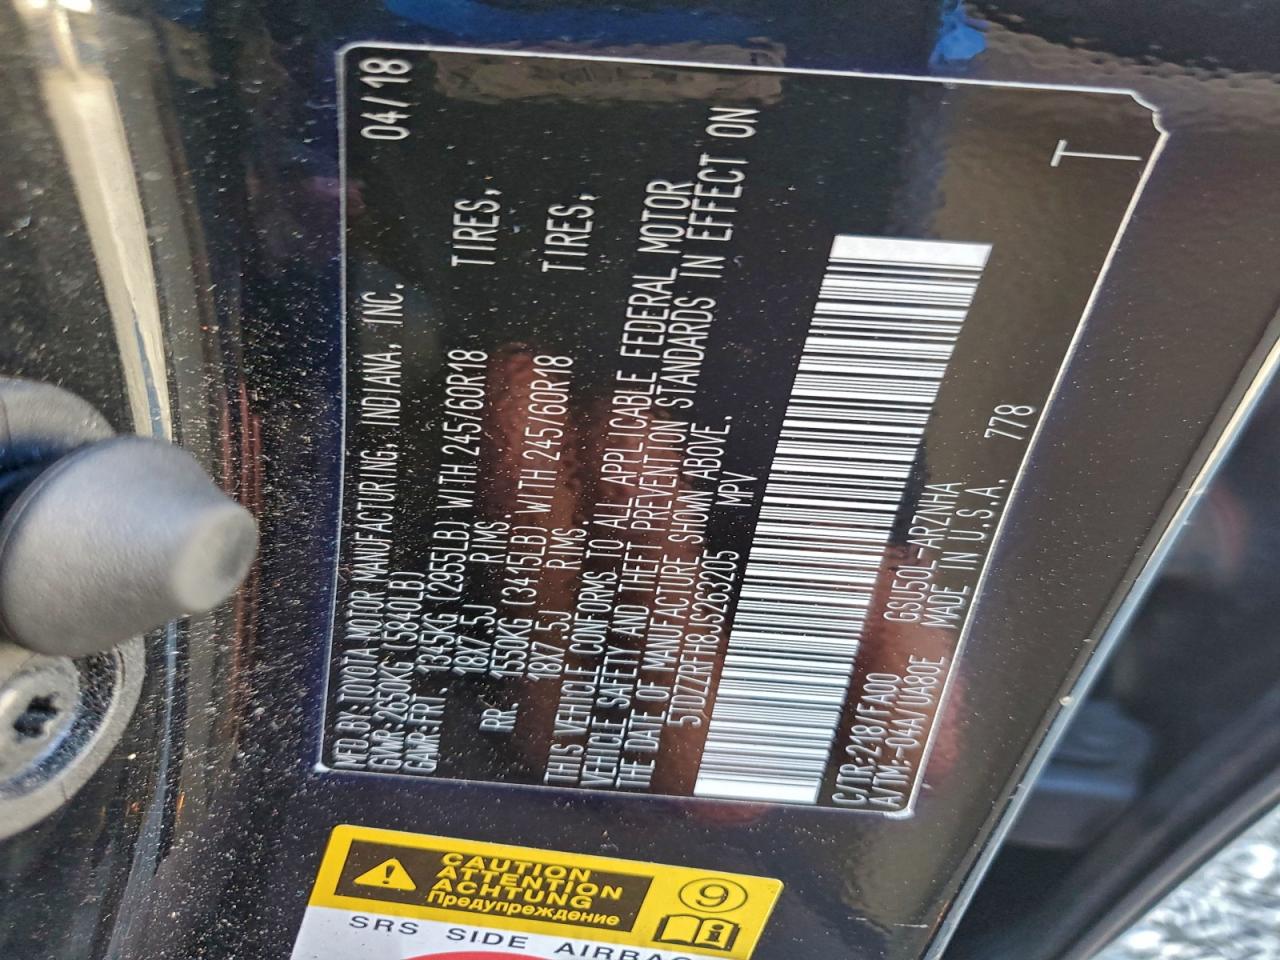 MFD.BY:TOYOTA MOTOR MANUFACTURING, INDIANA, INC. 04/18
GVWR:2650KG (5840LB)
GAWR:FRT. 1345KG (2955LB) WITH 245/60R18 TIRES,
18X7.5J RIMS.
RR. 1550KG (3415LB) WITH 245/60R18 TIRES,
18X7.5J RIMS.
THIS VEHICLE CONFORMS TO ALL APPLICABLE FEDERAL MOTOR
VEHICLE SAFETY AND THEFT PREVENTION STANDARDS IN EFFECT ON
THE DATE OF MANUFACTURE SHOWN ABOVE.
5TDZZRFH8JS263205 MPV
C/TR:218/FA00 GSU50L-ARZNHA
A/TM:-04A/UA80E MADE IN U.S.A. 778
T
CAUTION
ATTENTION
ACHTUNG
Предупреждение
9
i
SRS SIDE AIRBAG